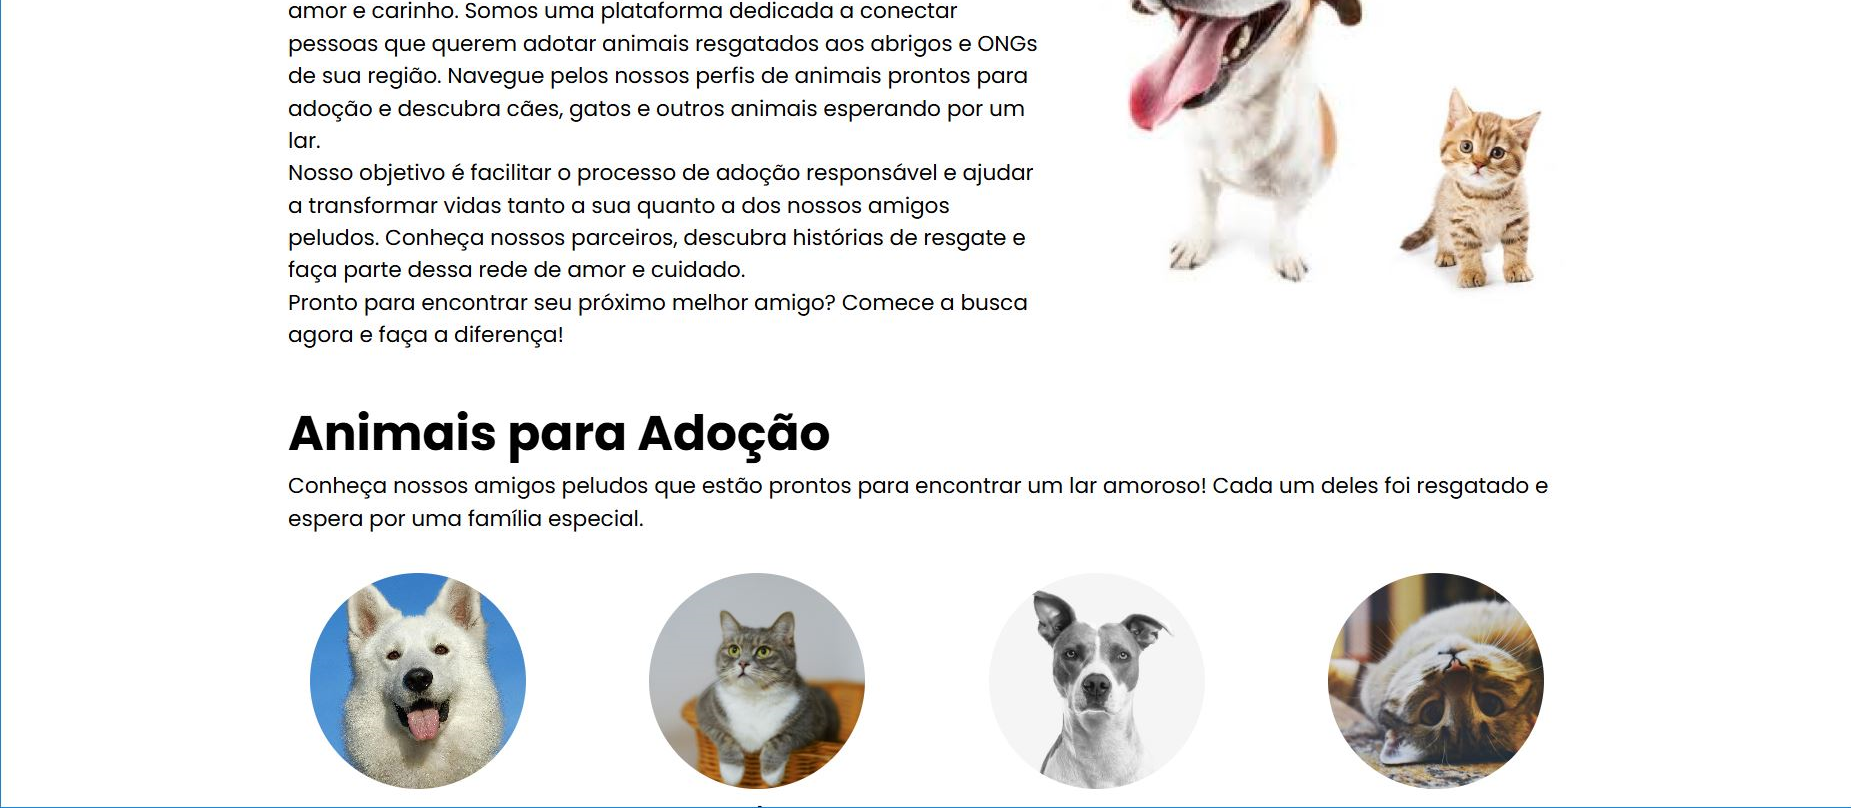 amor e carinho. Somos uma plataforma dedicada a conectar
pessoas que querem adotar animais resgatados aos abrigos e ONGs
de sua região. Navegue pelos nossos perfis de animais prontos para
adoção e descubra cães, gatos e outros animais esperando por um
lar.
Nosso objetivo é facilitar o processo de adoção responsável e ajudar
a transformar vidas tanto a sua quanto a dos nossos amigos
peludos. Conheça nossos parceiros, descubra histórias de resgate e
faça parte dessa rede de amor e cuidado.
Pronto para encontrar seu próximo melhor amigo? Comece a busca
agora e faça a diferença!
Animais para Adoção
Conheça nossos amigos peludos que estão prontos para encontrar um lar amoroso! Cada um deles foi resgatado e
espera por uma família especial.